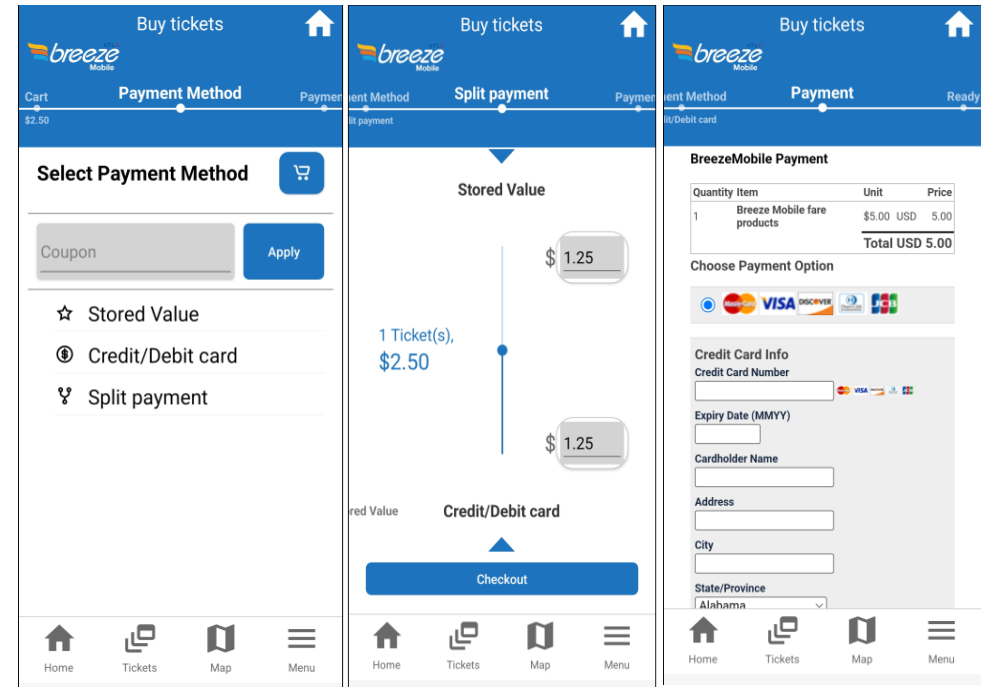 Buy tickets
breeze
Mobile
Cart
Payment Method
Paymen
$2.50
Select Payment Method
Coupon
Apply
Stored Value
Credit/Debit card
Split payment
Home
Tickets
Map
Menu
Buy tickets
breeze
Mobile
ent Method
Split payment
Paymen
lit payment
Stored Value
$ 1.25
1 Ticket(s),
$2.50
$ 1.25
red Value
Credit/Debit card
Checkout
Home
Tickets
Map
Menu
Buy tickets
breeze
Mobile
ent Method
Payment
Ready
it/Debit card
BreezeMobile Payment
Quantity Item Unit Price
1 Breeze Mobile fare products $5.00 USD 5.00
Total USD 5.00
Choose Payment Option
MasterCard VISA DISCOVER JCB
Credit Card Info
Credit Card Number
VISA
Expiry Date (MMYY)
Cardholder Name
Address
City
State/Province
Alabama
Home
Tickets
Map
Menu